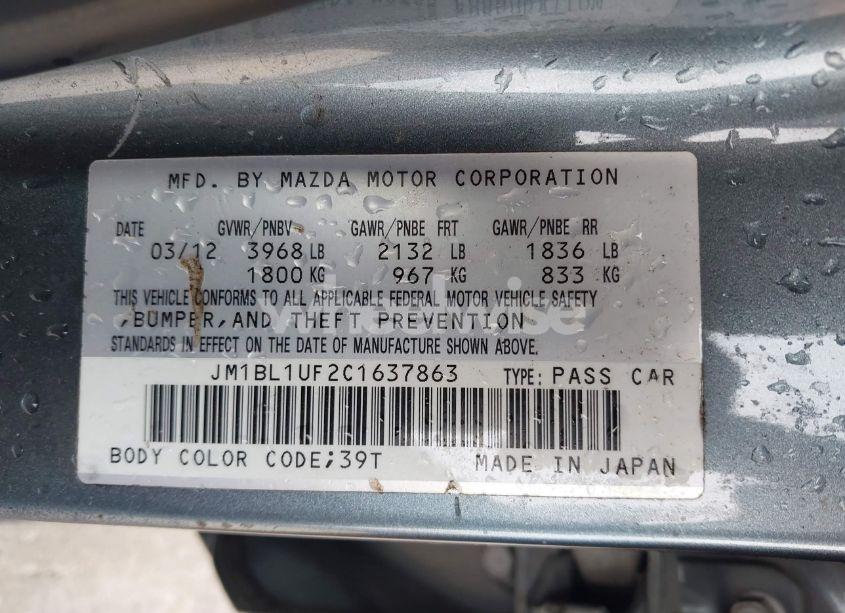 MFD. BY MAZDA MOTOR CORPORATION
DATE GVWR/PNBV GAWR/PNBE FRT GAWR/PNBE RR
03/12 3968 LB 2132 LB 1836 LB
1800 KG 967 KG 833 KG
THIS VEHICLE CONFORMS TO ALL APPLICABLE FEDERAL MOTOR VEHICLE SAFETY
,BUMPER,AND THEFT PREVENTION
STANDARDS IN EFFECT ON THE DATE OF MANUFACTURE SHOWN ABOVE.
JM1BL1UF2C1637863 TYPE: PASS CAR
BODY COLOR CODE;39T MADE IN JAPAN